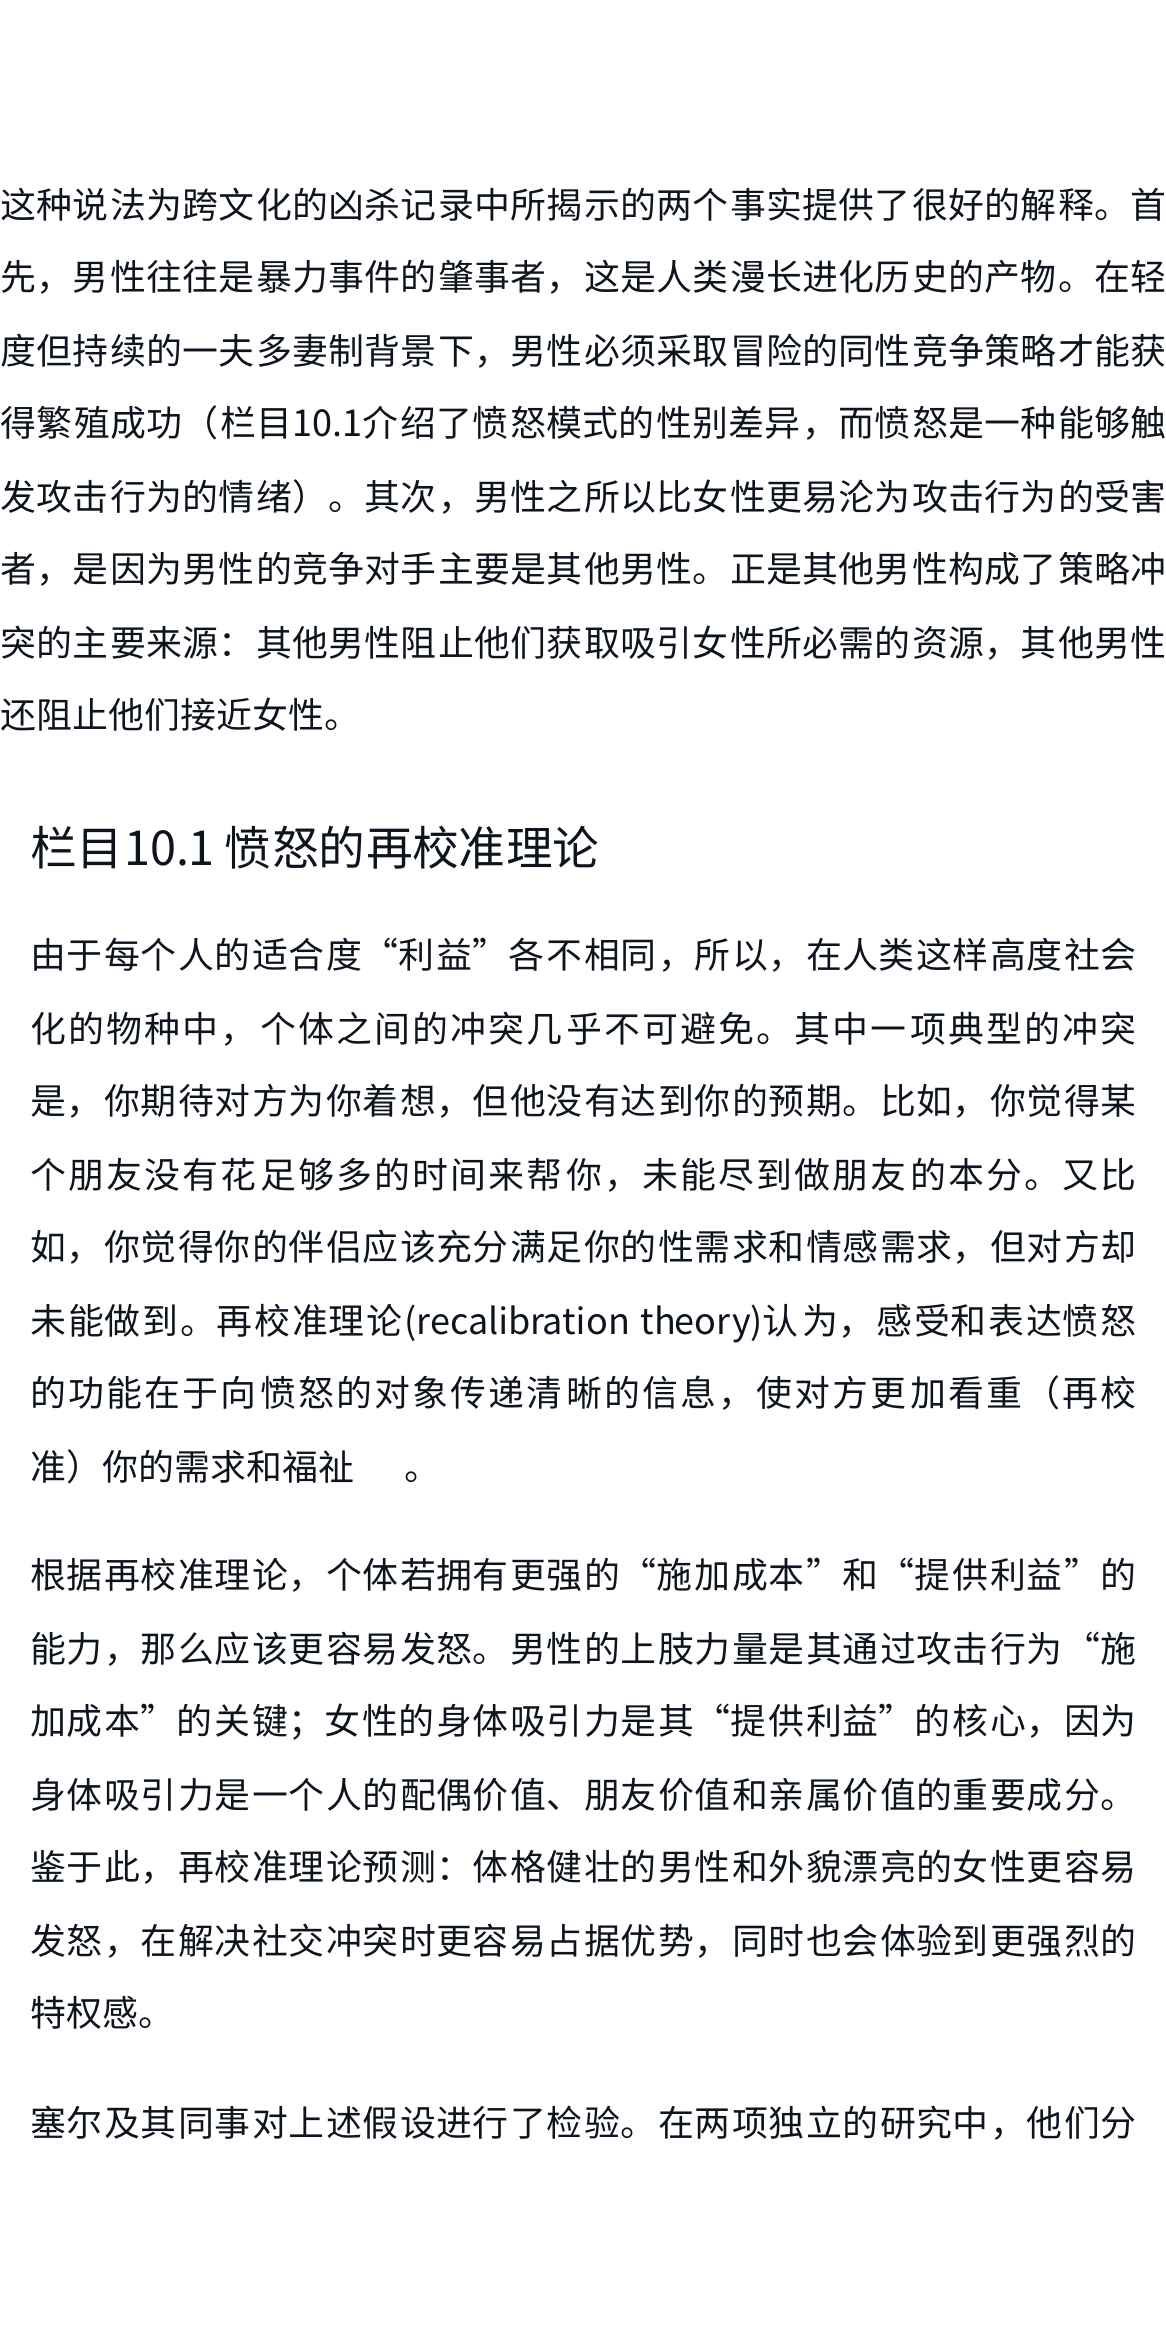 这种说法为跨文化的凶杀记录中所揭示的两个事实提供了很好的解释。首
先，男性往往是暴力事件的肇事者，这是人类漫长进化历史的产物。在轻
度但持续的一夫多妻制背景下，男性必须采取冒险的同性竞争策略才能获
得繁殖成功（栏目10.1介绍了愤怒模式的性别差异，而愤怒是一种能够触
发攻击行为的情绪）。其次，男性之所以比女性更易沦为攻击行为的受害
者，是因为男性的竞争对手主要是其他男性。正是其他男性构成了策略冲
突的主要来源：其他男性阻止他们获取吸引女性所必需的资源，其他男性
还阻止他们接近女性。
栏目10.1 愤怒的再校准理论
由于每个人的适合度“利益”各不相同，所以，在人类这样高度社会
化的物种中，个体之间的冲突几乎不可避免。其中一项典型的冲突
是，你期待对方为你着想，但他没有达到你的预期。比如，你觉得某
个朋友没有花足够多的时间来帮你，未能尽到做朋友的本分。又比
如，你觉得你的伴侣应该充分满足你的性需求和情感需求，但对方却
未能做到。再校准理论(recalibration theory)认为，感受和表达愤怒
的功能在于向愤怒的对象传递清晰的信息，使对方更加看重（再校
准）你的需求和福祉 。
根据再校准理论，个体若拥有更强的“施加成本”和“提供利益”的
能力，那么应该更容易发怒。男性的上肢力量是其通过攻击行为“施
加成本”的关键；女性的身体吸引力是其“提供利益”的核心，因为
身体吸引力是一个人的配偶价值、朋友价值和亲属价值的重要成分。
鉴于此，再校准理论预测：体格健壮的男性和外貌漂亮的女性更容易
发怒，在解决社交冲突时更容易占据优势，同时也会体验到更强烈的
特权感。
塞尔及其同事对上述假设进行了检验。在两项独立的研究中，他们分